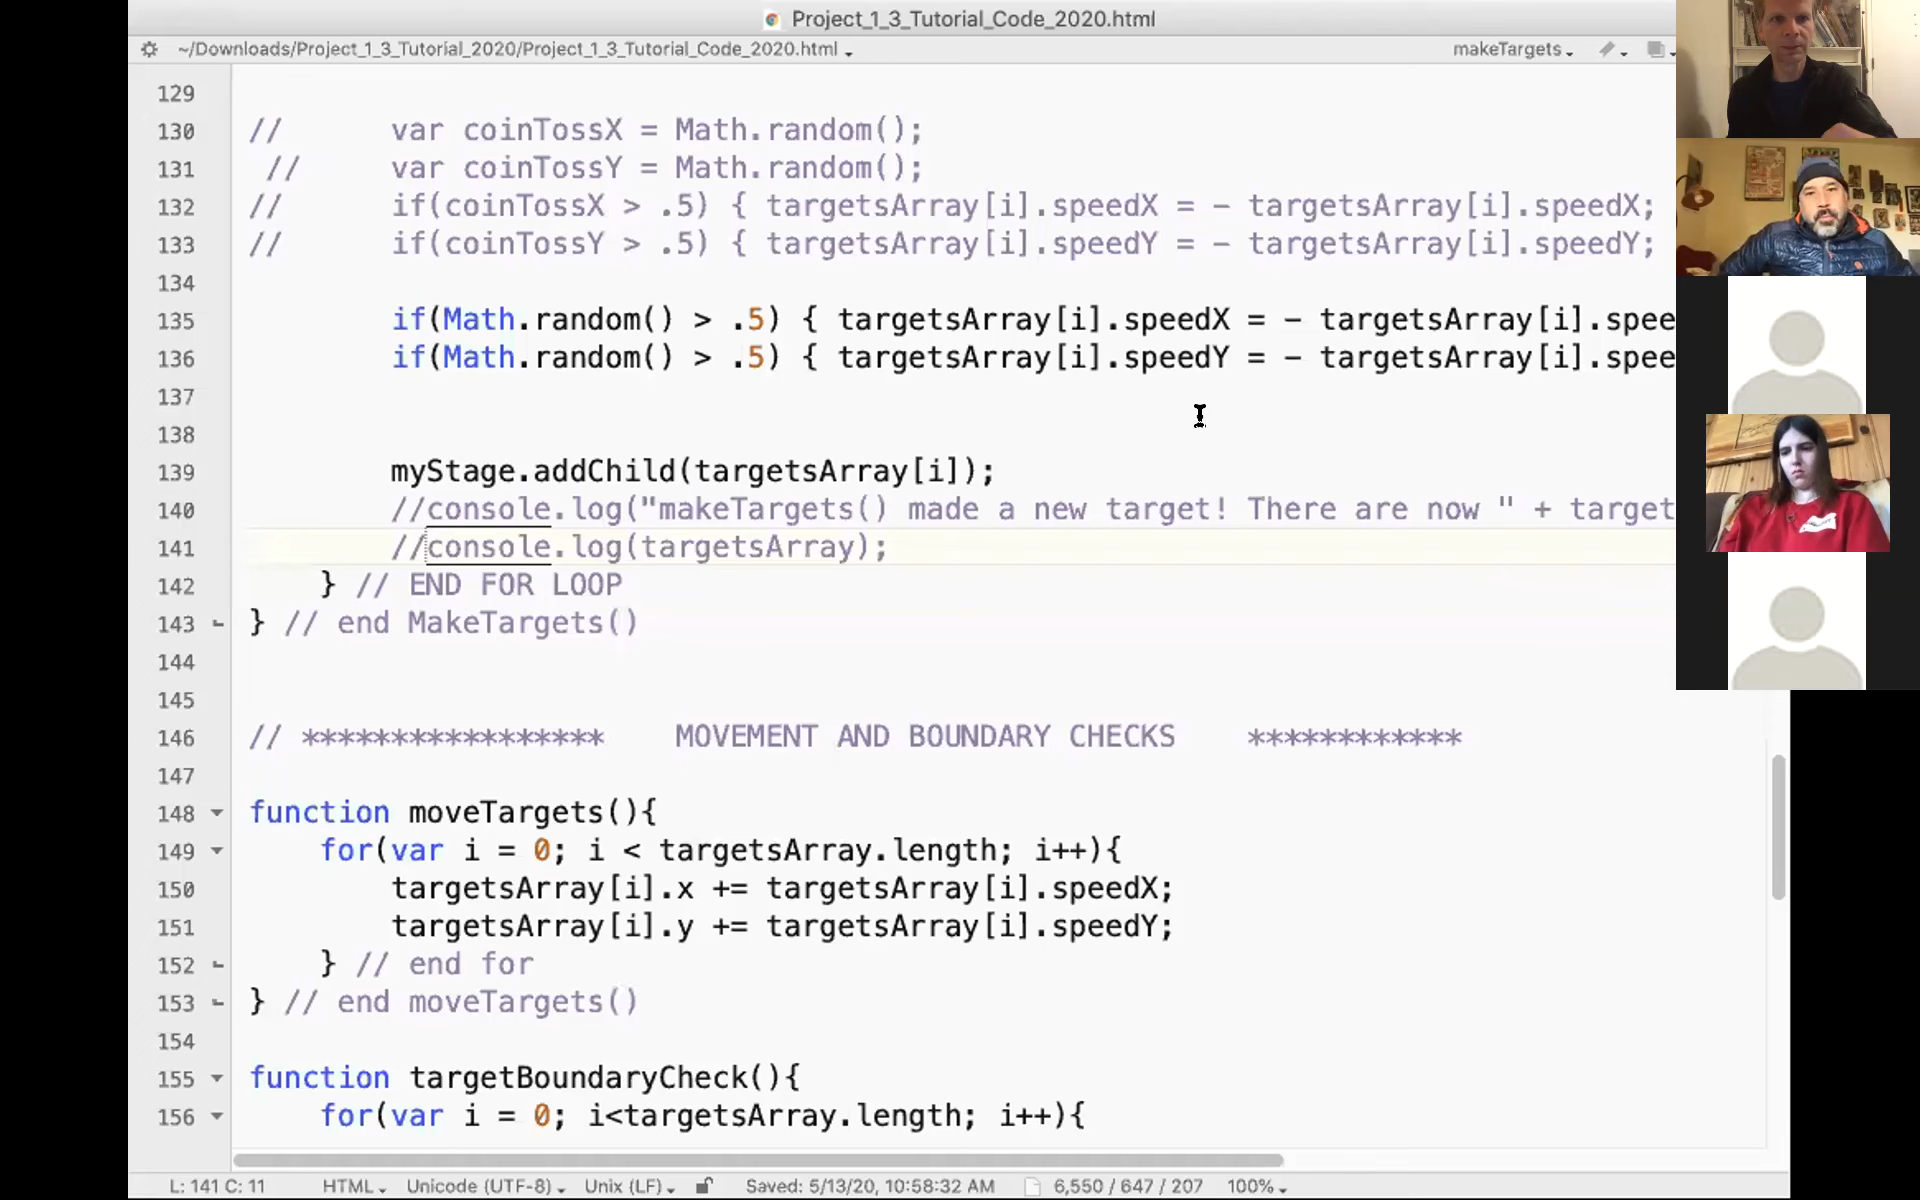 Project_1_3_Tutorial_Code_2020.html
~/Downloads/Project_1_3_Tutorial_2020/Project_1_3_Tutorial_Code_2020.html
makeTargets
129
130 //      var coinTossX = Math.random();
131  //     var coinTossY = Math.random();
132 //      if(coinTossX > .5) { targetsArray[i].speedX = - targetsArray[i].speedX;
133 //      if(coinTossY > .5) { targetsArray[i].speedY = - targetsArray[i].speedY;
134
135         if(Math.random() > .5) { targetsArray[i].speedX = - targetsArray[i].spee
136         if(Math.random() > .5) { targetsArray[i].speedY = - targetsArray[i].spee
137
138
139         myStage.addChild(targetsArray[i]);
140         //console.log("makeTargets() made a new target! There are now " + target
141         //console.log(targetsArray);
142     } // END FOR LOOP
143 } // end MakeTargets()
144
145
146 // *****************    MOVEMENT AND BOUNDARY CHECKS    ************
147
148 function moveTargets(){
149     for(var i = 0; i < targetsArray.length; i++){
150         targetsArray[i].x += targetsArray[i].speedX;
151         targetsArray[i].y += targetsArray[i].speedY;
152     } // end for
153 } // end moveTargets()
154
155 function targetBoundaryCheck(){
156     for(var i = 0; i<targetsArray.length; i++){
L: 141 C: 11 HTML Unicode (UTF-8) Unix (LF) Saved: 5/13/20, 10:58:32 AM 6,550 / 647 / 207 100%